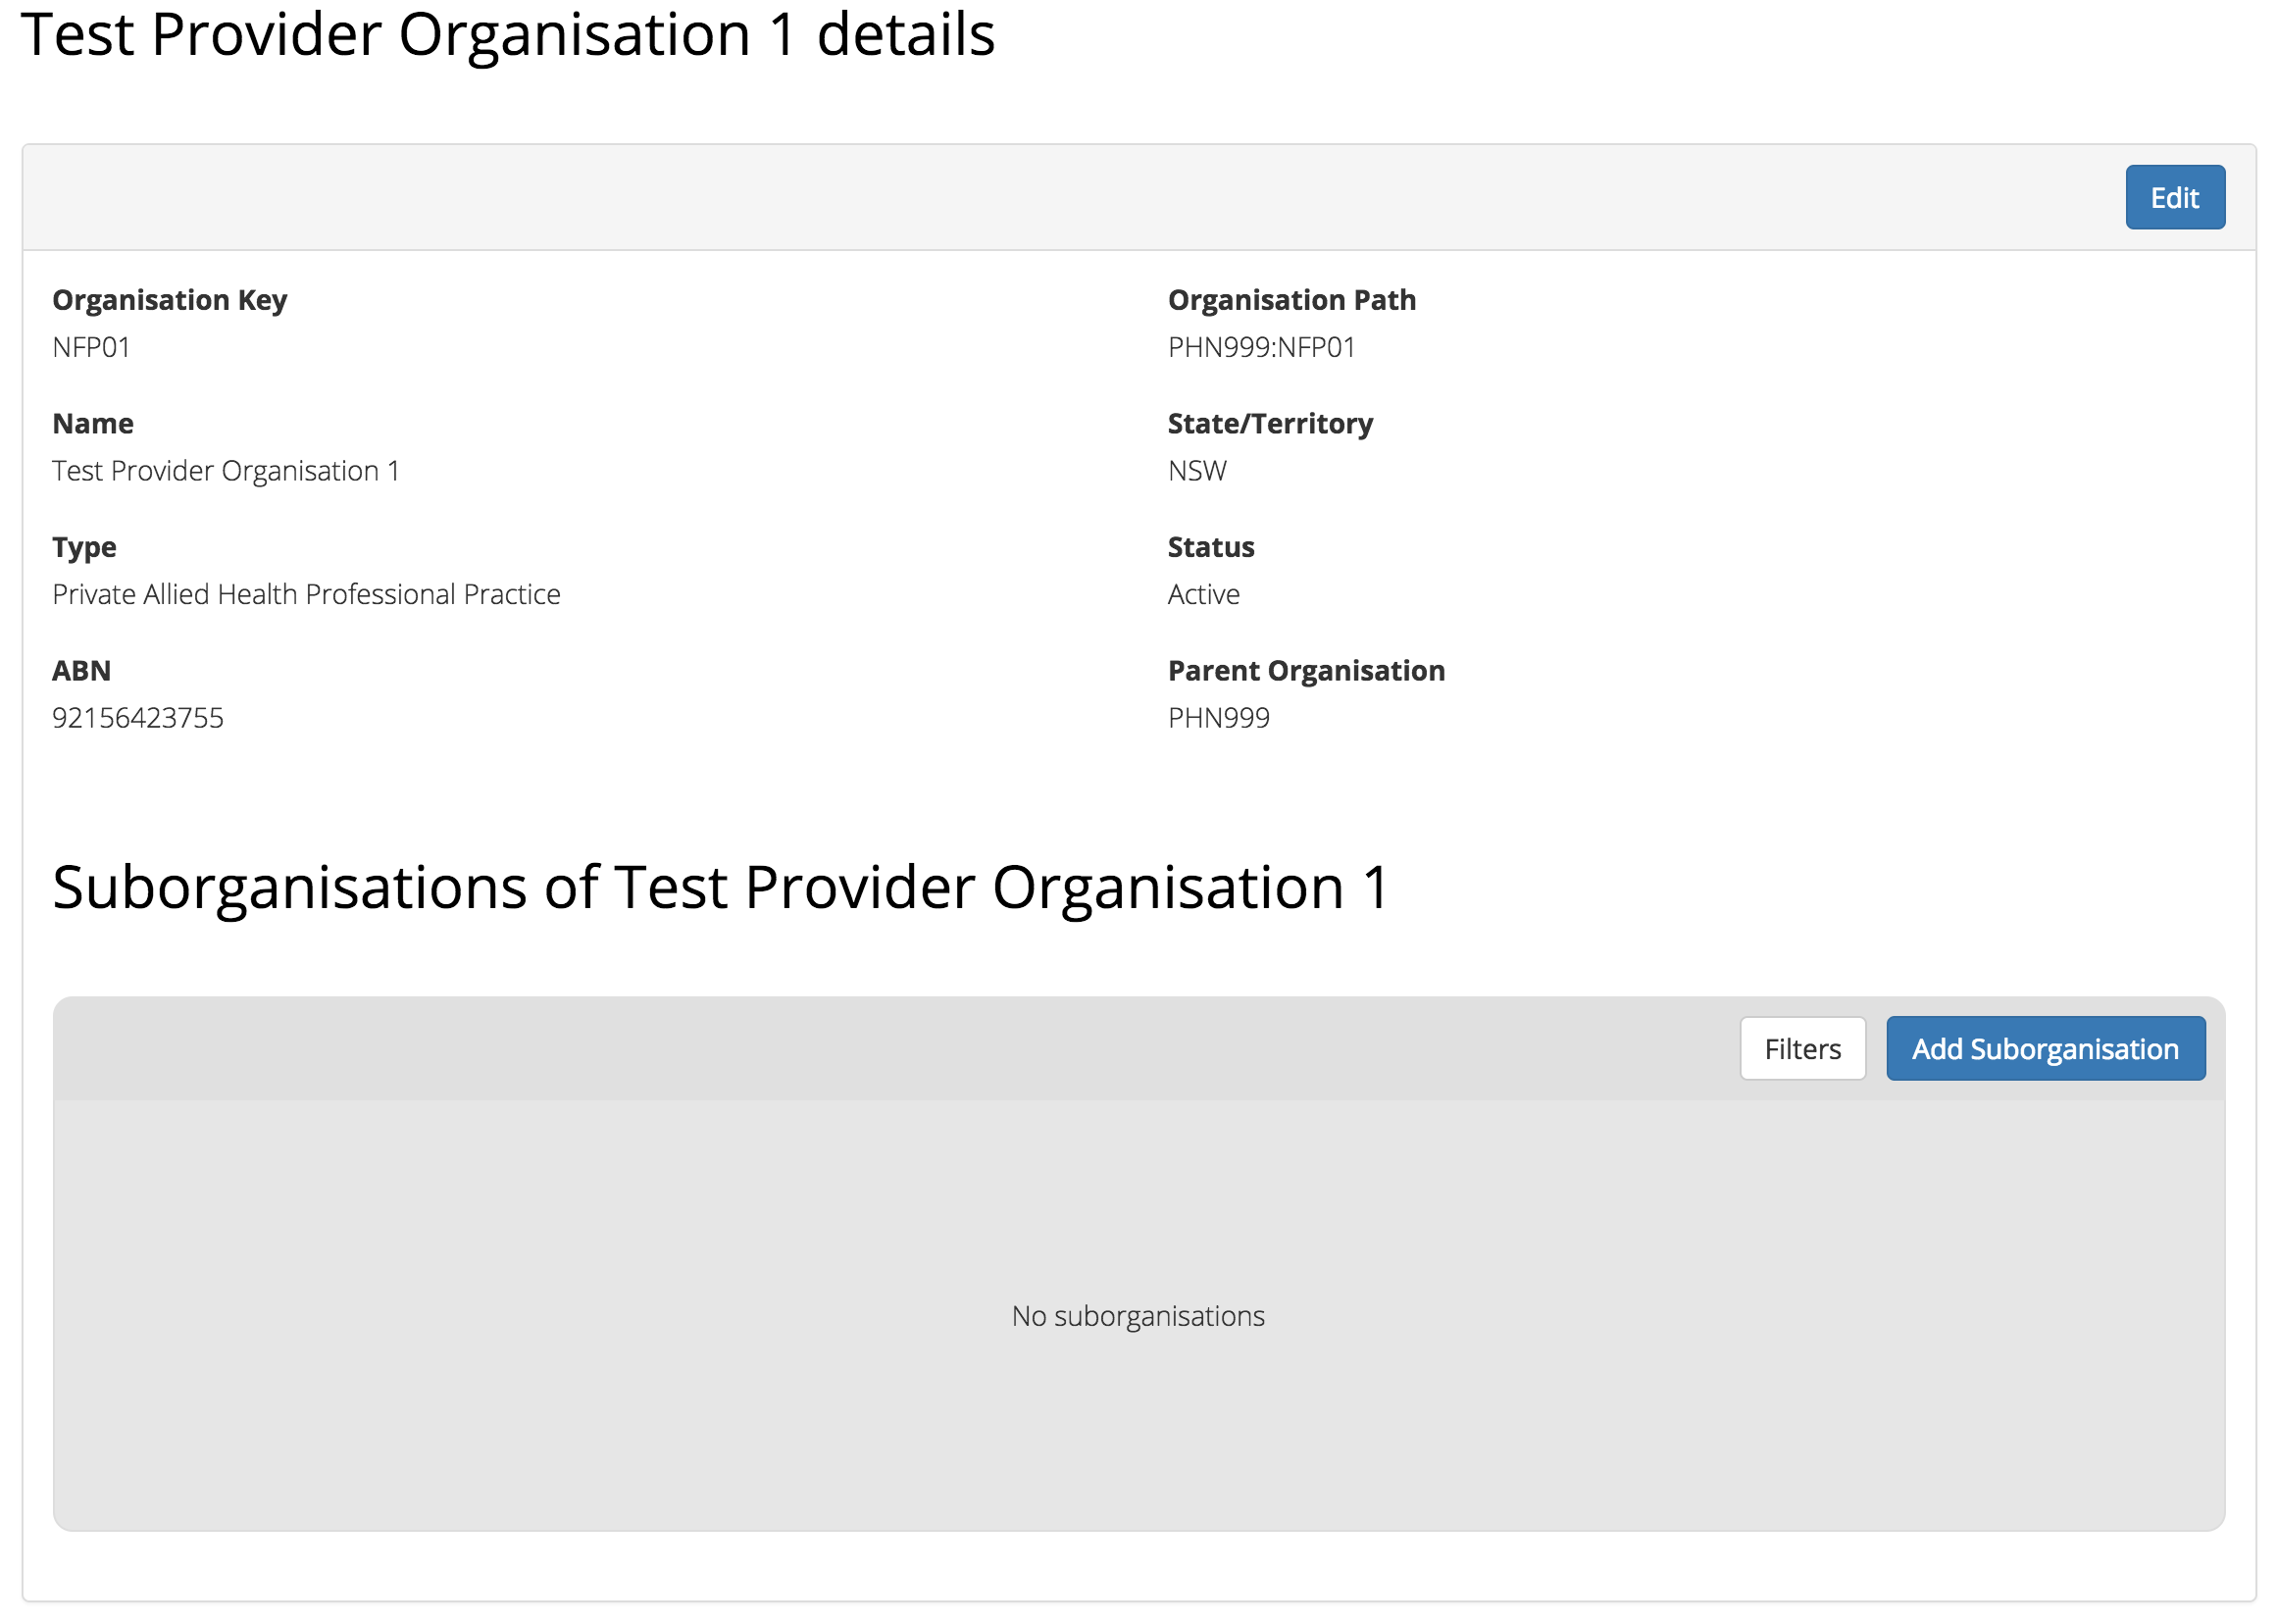 Test Provider Organisation 1 details
Edit
Organisation Key
NFP01
Organisation Path
PHN999:NFP01
Name
Test Provider Organisation 1
State/Territory
NSW
Type
Private Allied Health Professional Practice
Status
Active
ABN
92156423755
Parent Organisation
PHN999
Suborganisations of Test Provider Organisation 1
Filters
Add Suborganisation
No suborganisations